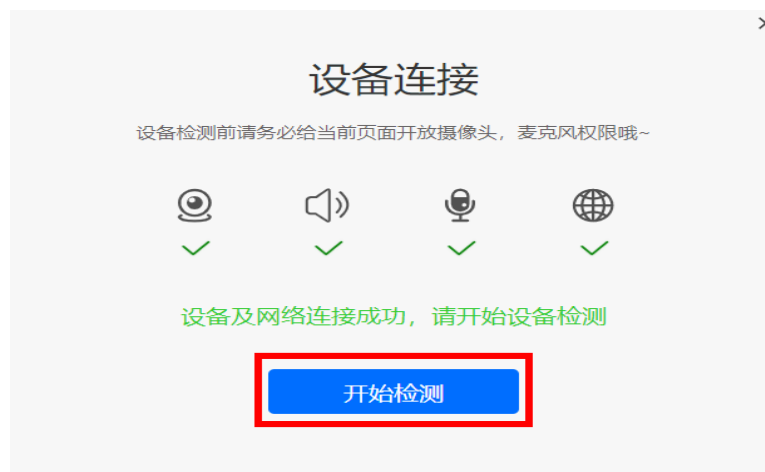 设备连接
设备检测前请务必给当前页面开放摄像头，麦克风权限哦~
设备及网络连接成功，请开始设备检测
开始检测